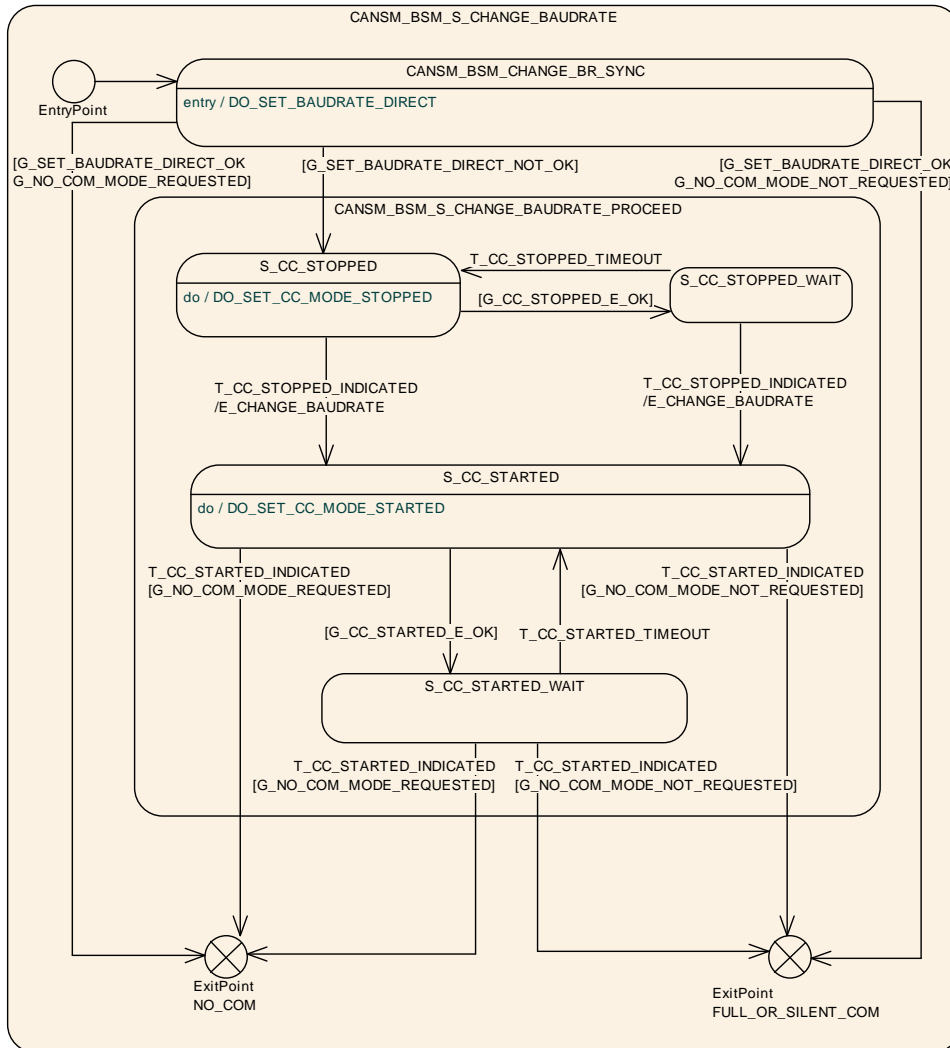 CANSM_BSM_S_CHANGE_BAUDRATE
CANSM_BSM_CHANGE_BR_SYNC
entry / DO_SET_BAUDRATE_DIRECT
EntryPoint
[G_SET_BAUDRATE_DIRECT_OK
G_NO_COM_MODE_REQUESTED]
[G_SET_BAUDRATE_DIRECT_NOT_OK]
[G_SET_BAUDRATE_DIRECT_OK
G_NO_COM_MODE_NOT_REQUESTED]
CANSM_BSM_S_CHANGE_BAUDRATE_PROCEED
S_CC_STOPPED
do / DO_SET_CC_MODE_STOPPED
T_CC_STOPPED_TIMEOUT
[G_CC_STOPPED_E_OK]
S_CC_STOPPED_WAIT
T_CC_STOPPED_INDICATED
/E_CHANGE_BAUDRATE
T_CC_STOPPED_INDICATED
/E_CHANGE_BAUDRATE
S_CC_STARTED
do / DO_SET_CC_MODE_STARTED
T_CC_STARTED_INDICATED
[G_NO_COM_MODE_REQUESTED]
T_CC_STARTED_INDICATED
[G_NO_COM_MODE_NOT_REQUESTED]
[G_CC_STARTED_E_OK]
T_CC_STARTED_TIMEOUT
S_CC_STARTED_WAIT
T_CC_STARTED_INDICATED
[G_NO_COM_MODE_REQUESTED]
T_CC_STARTED_INDICATED
[G_NO_COM_MODE_NOT_REQUESTED]
ExitPoint
NO_COM
ExitPoint
FULL_OR_SILENT_COM